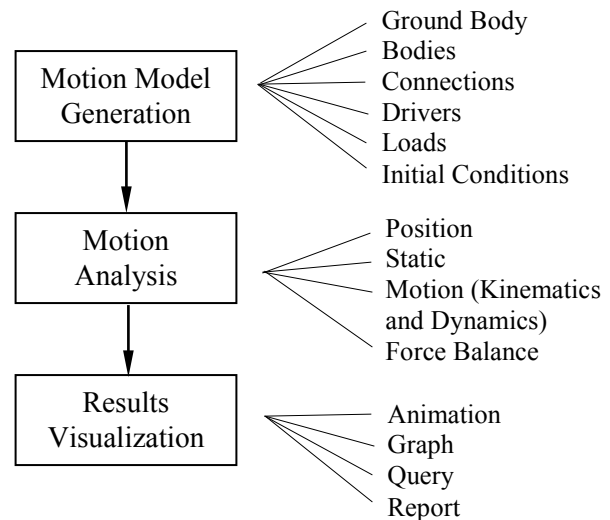 Motion Model
Generation
Ground Body
Bodies
Connections
Drivers
Loads
Initial Conditions
Motion
Analysis
Position
Static
Motion (Kinematics
and Dynamics)
Force Balance
Results
Visualization
Animation
Graph
Query
Report